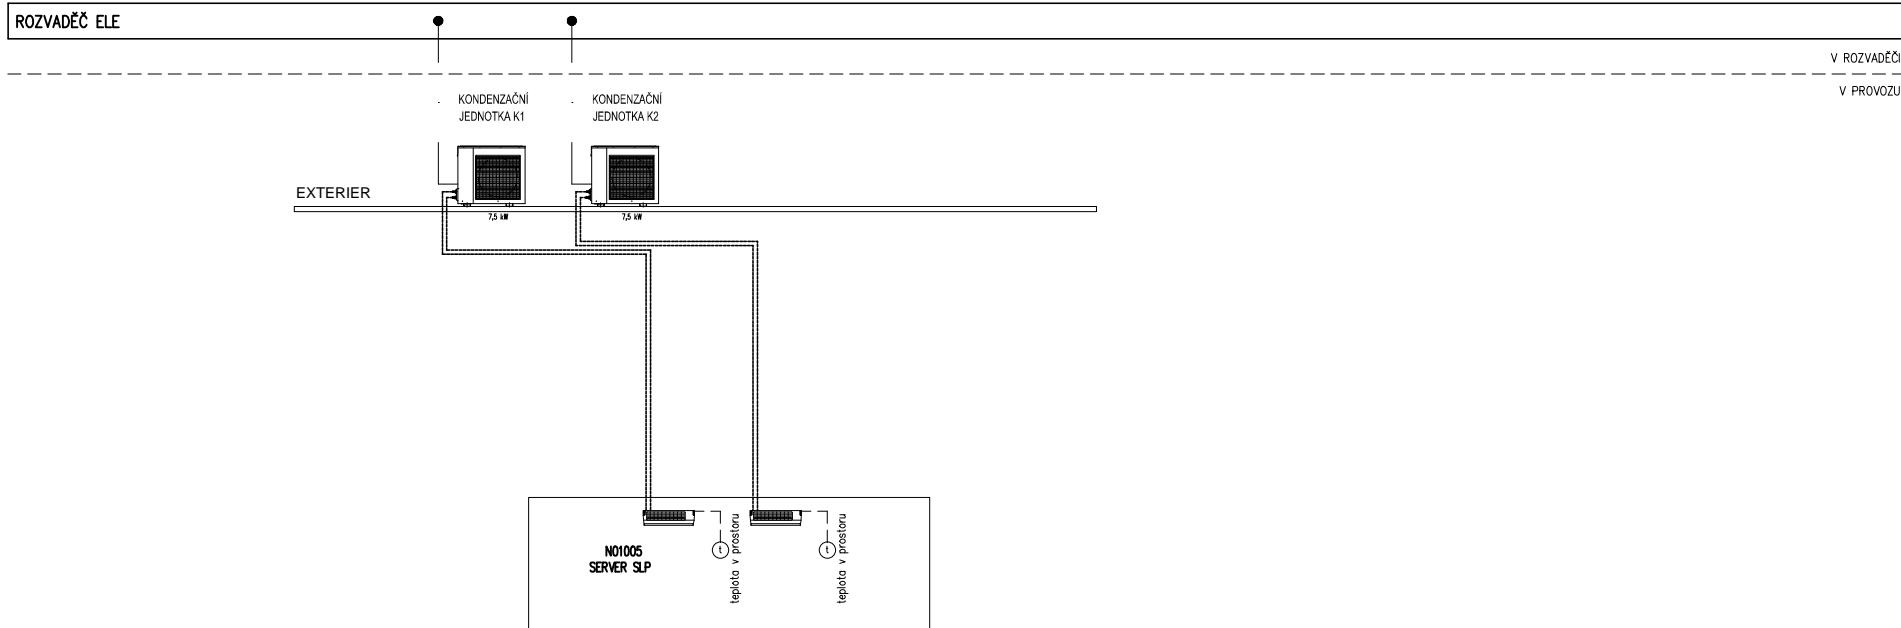 ROZVADĚČ ELE
V ROZVADĚČI
V PROVOZU
KONDENZAČNÍ
JEDNOTKA K1
KONDENZAČNÍ
JEDNOTKA K2
EXTERIER
7,5 kW
7,5 kW
N01005
SERVER SLP
t
teplota v prostoru
t
teplota v prostoru